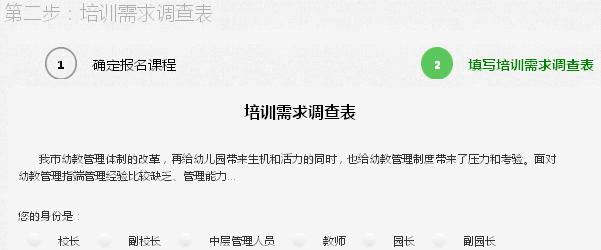 第二步：培训需求调查表
1 确定报名课程 2 填写培训需求调查表
培训需求调查表
我市幼教管理体制的改革，再给幼儿园带来生机和活力的同时，也给幼教管理制度带来了压力和考验。面对
幼教管理指端管理经验比较缺乏、管理能力...
您的身份是：
校长 副校长 中层管理人员 教师 园长 副园长